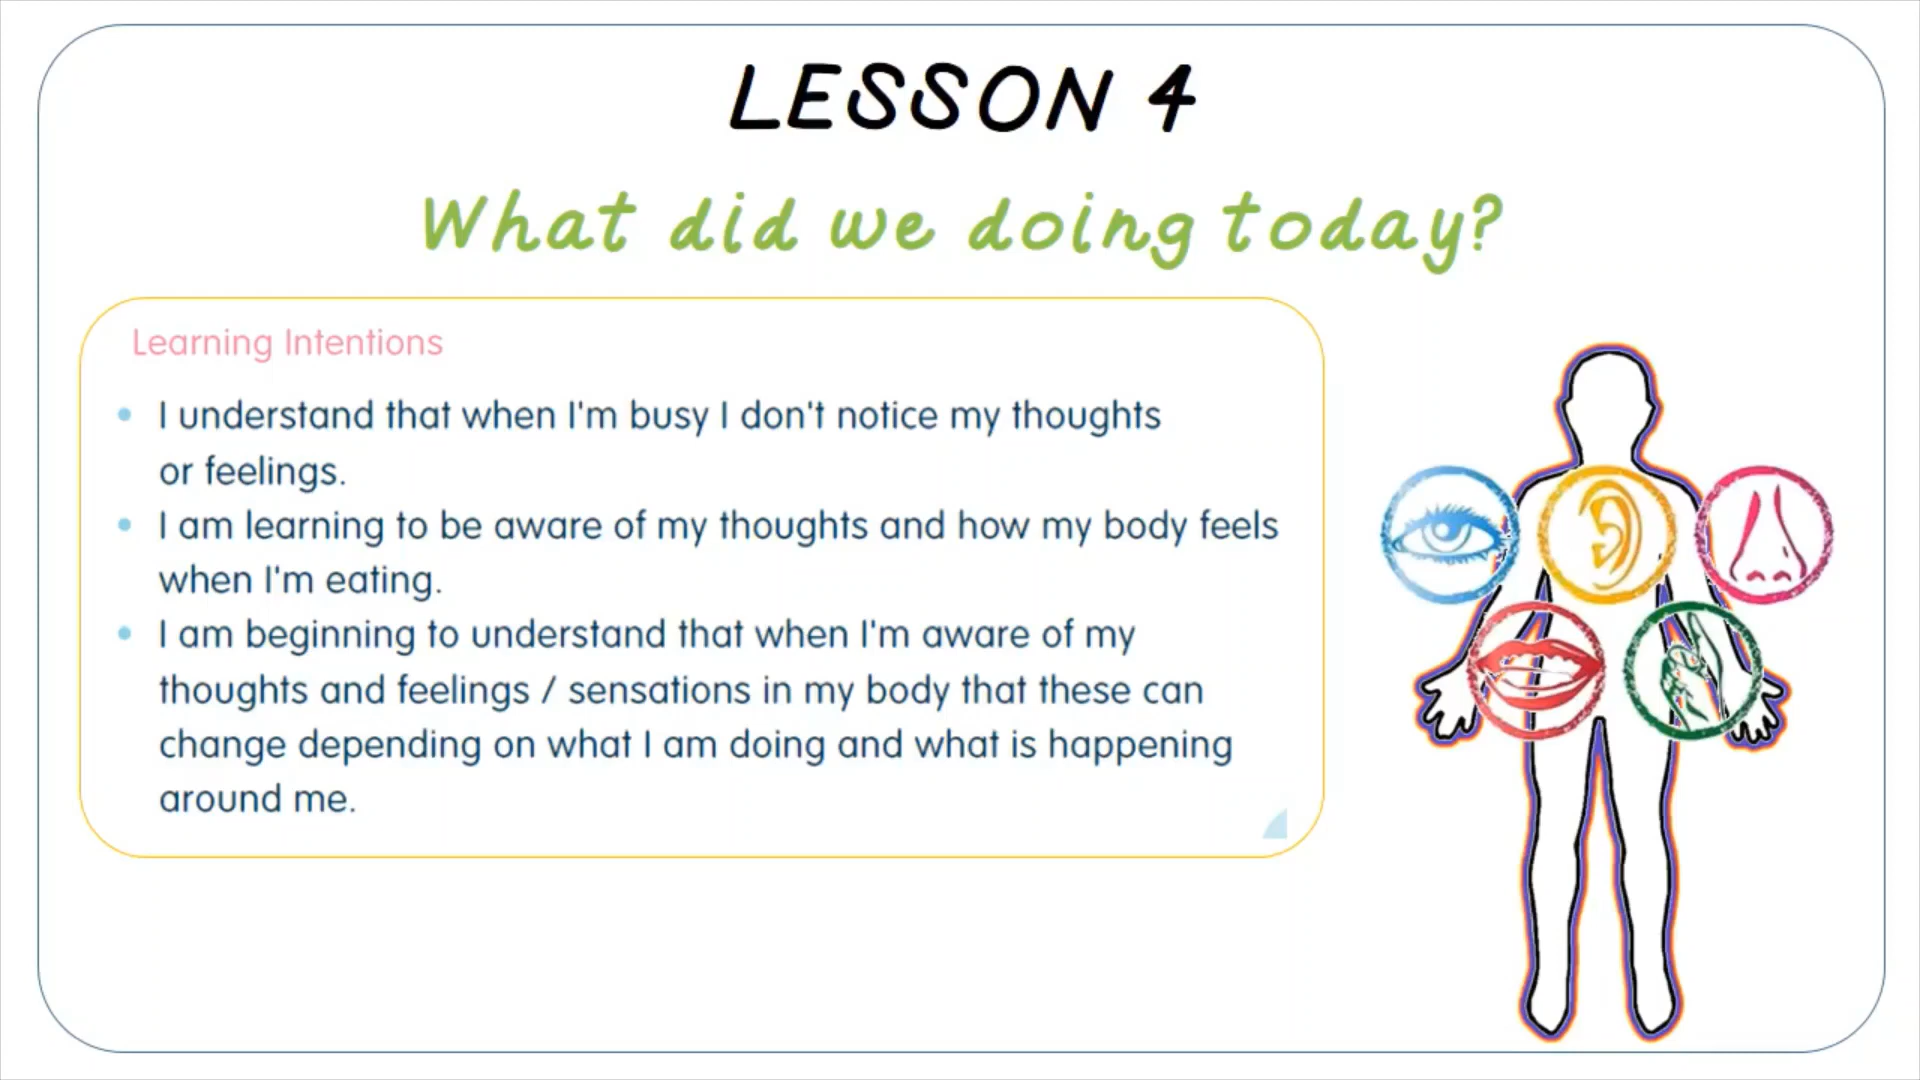 LESSON 4
What did we doing today?
Learning Intentions
• I understand that when I'm busy I don't notice my thoughts
or feelings.
• I am learning to be aware of my thoughts and how my body feels
when I'm eating.
• I am beginning to understand that when I'm aware of my
thoughts and feelings / sensations in my body that these can
change depending on what I am doing and what is happening
around me.